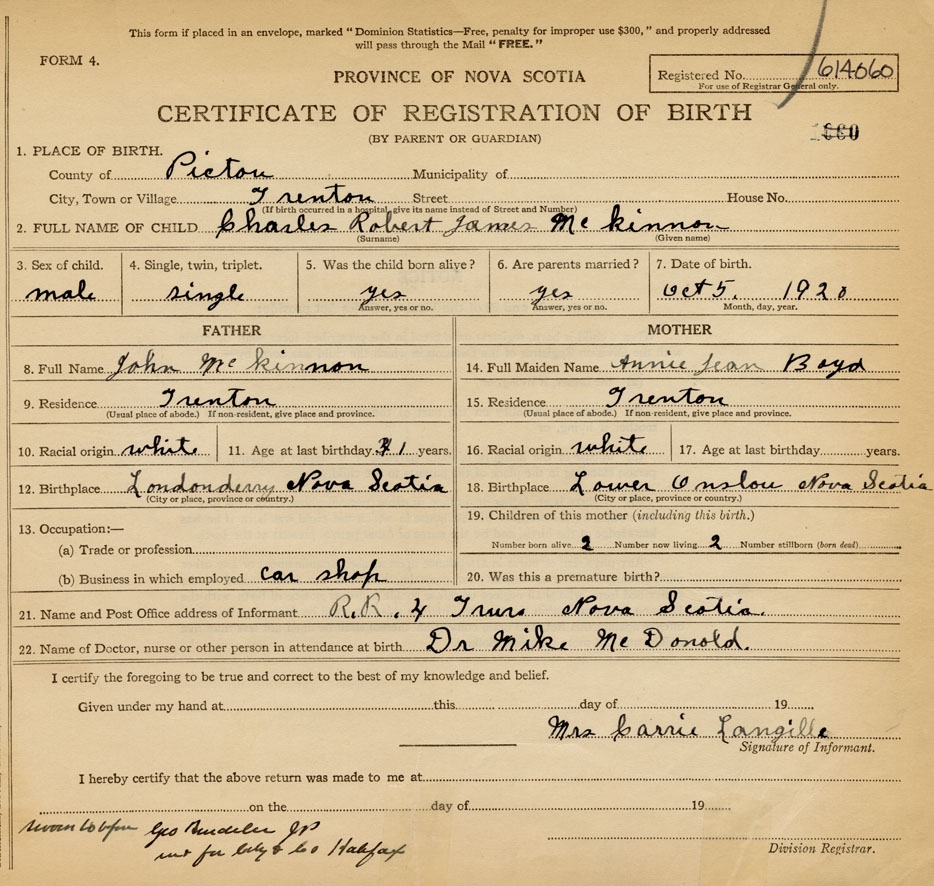 This form if placed in an envelope, marked "Dominion Statistics—Free, penalty for improper use $300," and properly addressed
will pass through the Mail "FREE."
FORM 4.
PROVINCE OF NOVA SCOTIA
Registered No. 614060
For use of Registrar General only.
CERTIFICATE OF REGISTRATION OF BIRTH
(BY PARENT OR GUARDIAN)
1. PLACE OF BIRTH.
County of Pictou Municipality of
City, Town or Village Trenton Street House No.
(If birth occurred in a hospital, give its name instead of Street and Number)
2. FULL NAME OF CHILD Charles Robert James McKinnon
(Surname) (Given name)
3. Sex of child. 4. Single, twin, triplet. 5. Was the child born alive? 6. Are parents married? 7. Date of birth.
male single yes yes Oct 5, 1920
Answer, yes or no. Answer, yes or no. Month, day, year.
FATHER MOTHER
8. Full Name John McKinnon 14. Full Maiden Name Annie Jean Boyd
9. Residence Trenton 15. Residence Trenton
(Usual place of abode.) If non-resident, give place and province. (Usual place of abode.) If non-resident, give place and province.
10. Racial origin white 11. Age at last birthday 1 years. 16. Racial origin white 17. Age at last birthday years.
12. Birthplace Londonderry Nova Scotia 18. Birthplace Lower Onslow Nova Scotia
(City or place, province or country.) (City or place, province or country.)
13. Occupation:— 19. Children of this mother (including this birth.)
(a) Trade or profession Number born alive 2 Number now living 2 Number stillborn (born dead)
(b) Business in which employed car shop 20. Was this a premature birth?
21. Name and Post Office address of Informant R.R. 4 Truro Nova Scotia.
22. Name of Doctor, nurse or other person in attendance at birth Dr Mike McDonold.
I certify the foregoing to be true and correct to the best of my knowledge and belief.
Given under my hand at this day of 19
Mrs Carrie Langille
Signature of Informant.
I hereby certify that the above return was made to me at
on the day of 19
Geo JP
for City & Co Halifax
Division Registrar.